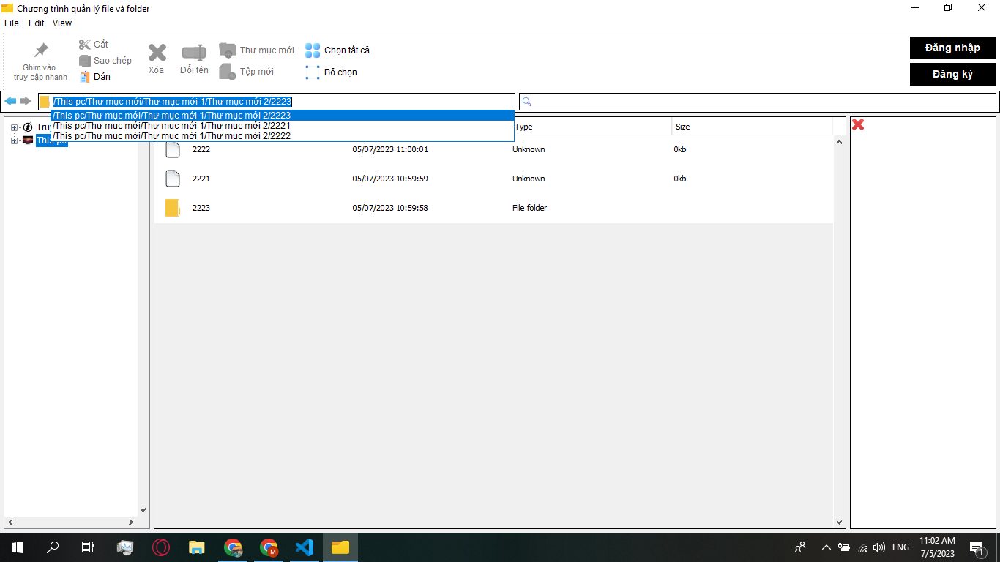 Chương trình quản lý file và folder
File Edit View
Ghim vào
truy cập nhanh
Cắt
Sao chép
Dán
Xóa
Đổi tên
Thư mục mới
Tệp mới
Chọn tất cả
Bỏ chọn
Đăng nhập
Đăng ký
/This pc/Thư mục mới/Thư mục mới 1/Thư mục mới 2/2223
/This pc/Thư mục mới/Thư mục mới 1/Thư mục mới 2/2223
/This pc/Thư mục mới/Thư mục mới 1/Thư mục mới 2/2221
/This pc/Thư mục mới/Thư mục mới 1/Thư mục mới 2/2222
This pc
Type Size
2222 05/07/2023 11:00:01 Unknown 0kb
2221 05/07/2023 10:59:59 Unknown 0kb
2223 05/07/2023 10:59:58 File folder
M
ENG
11:02 AM
7/5/2023
1